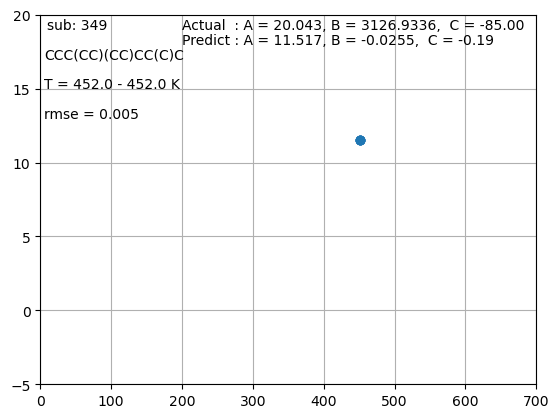 sub: 349
Actual  : A = 20.043, B = 3126.9336,  C = -85.00
Predict : A = 11.517, B = -0.0255,  C = -0.19
CCC(CC)(CC)CC(C)C
T = 452.0 - 452.0 K
rmse = 0.005
20
15
10
5
0
−5
0 100 200 300 400 500 600 700